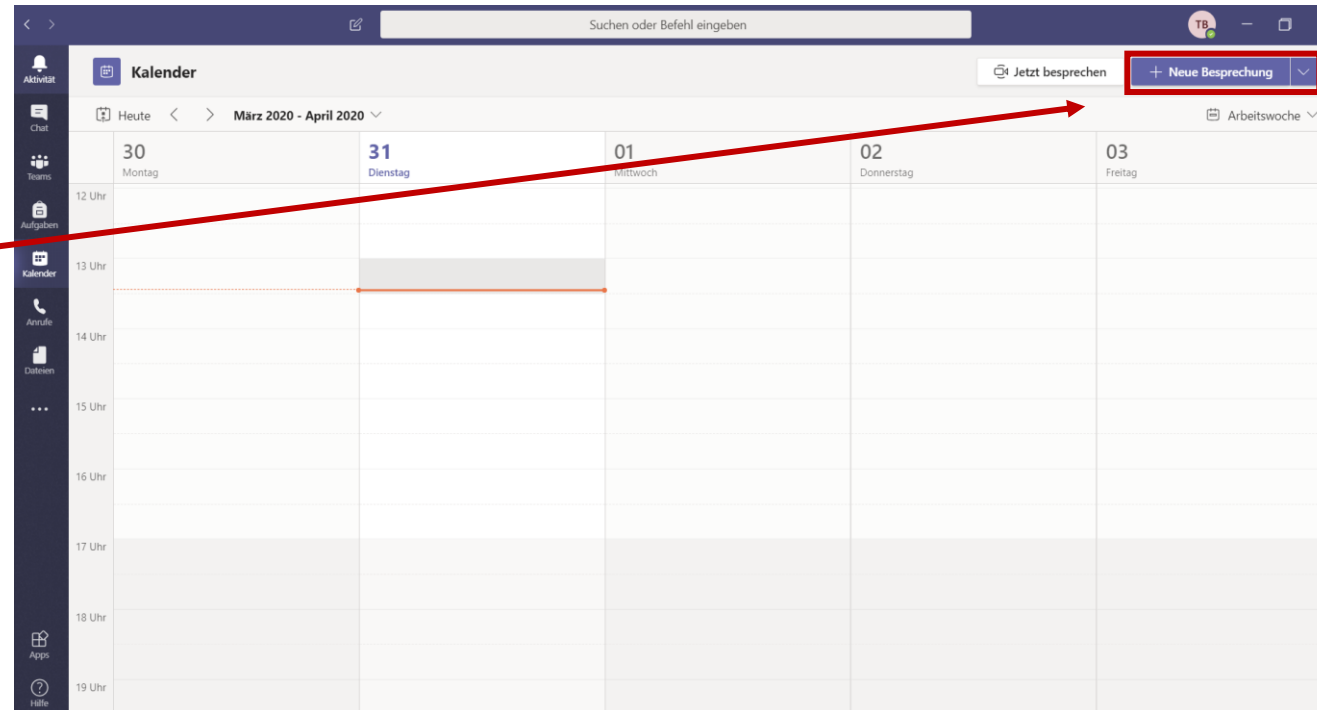 Suchen oder Befehl eingeben
TB
Aktivität
Chat
Teams
Aufgaben
Kalender
Anrufe
Dateien
Apps
Hilfe
Kalender
Jetzt besprechen
+ Neue Besprechung
Heute
März 2020 - April 2020
Arbeitswoche
30 31 01 02 03
Montag Dienstag Mittwoch Donnerstag Freitag
12 Uhr
13 Uhr
14 Uhr
15 Uhr
16 Uhr
17 Uhr
18 Uhr
19 Uhr